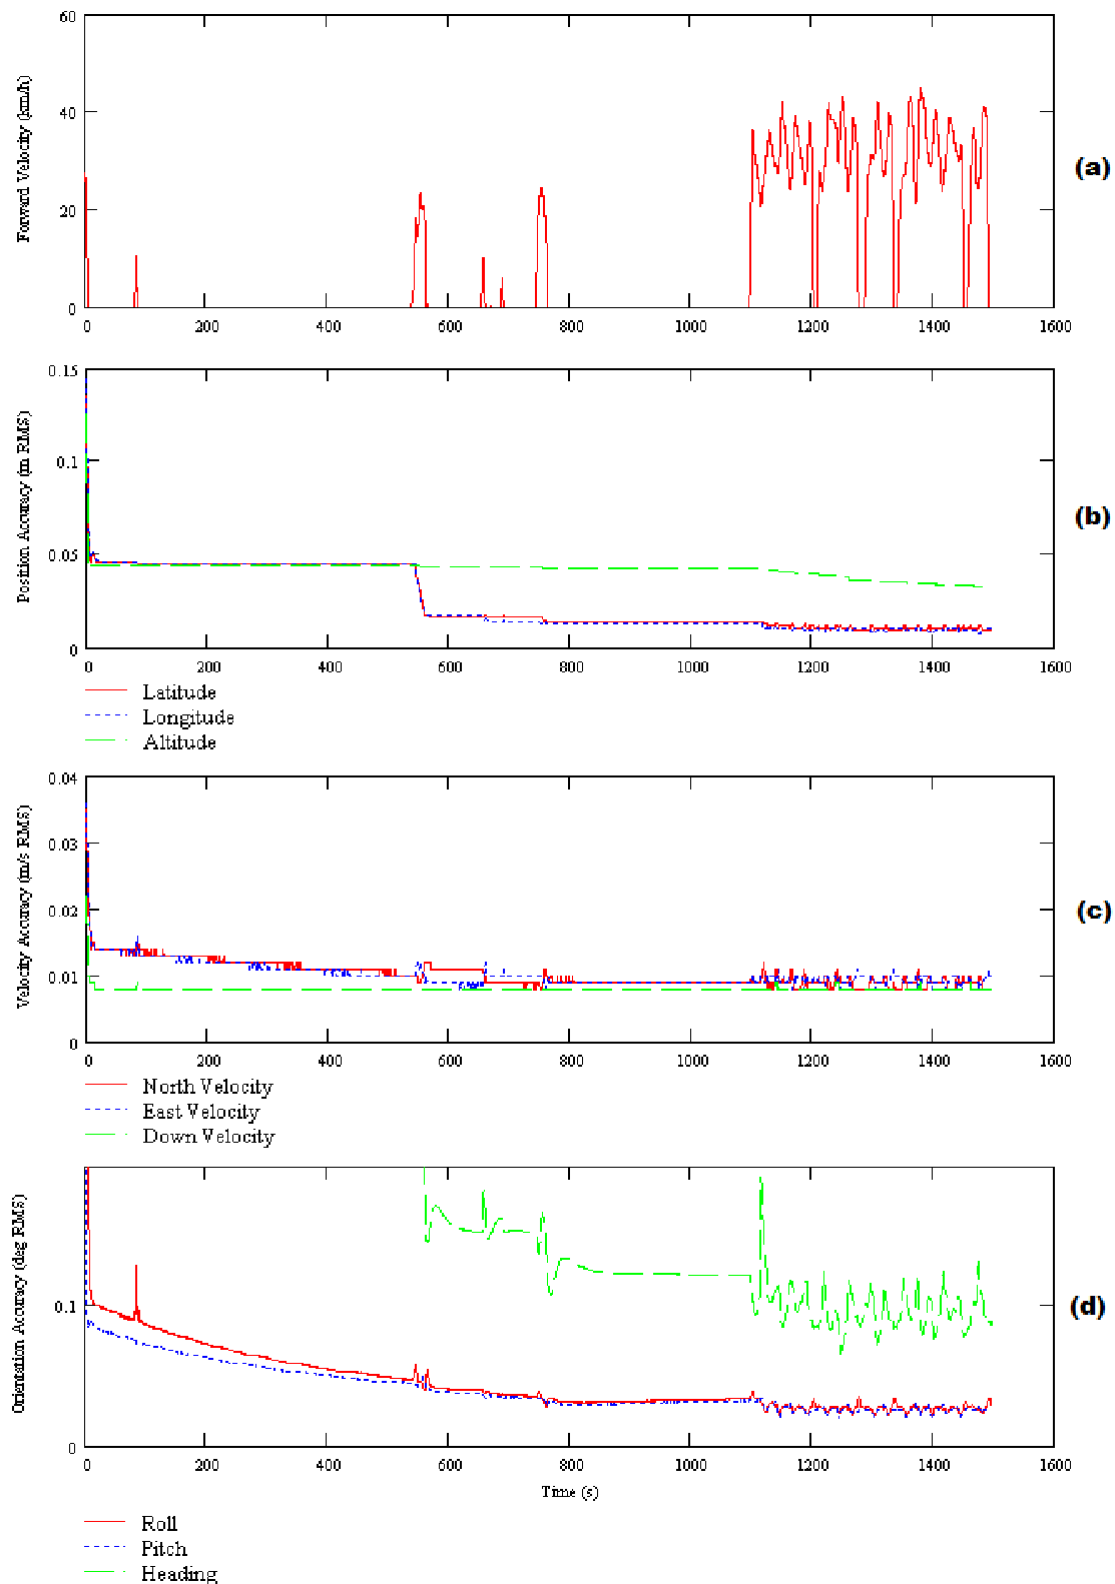 60
40
20
0
Forward Velocity (km/h)
(a)
0 200 400 600 800 1000 1200 1400 1600
0.15
0.1
0.05
0
Position Accuracy (m RMS)
(b)
0 200 400 600 800 1000 1200 1400 1600
Latitude
Longitude
Altitude
0.04
0.03
0.02
0.01
0
Velocity Accuracy (m/s RMS)
(c)
0 200 400 600 800 1000 1200 1400 1600
North Velocity
East Velocity
Down Velocity
0.1
0
Orientation Accuracy (deg RMS)
(d)
0 200 400 600 800 1000 1200 1400 1600
Time (s)
Roll
Pitch
Heading